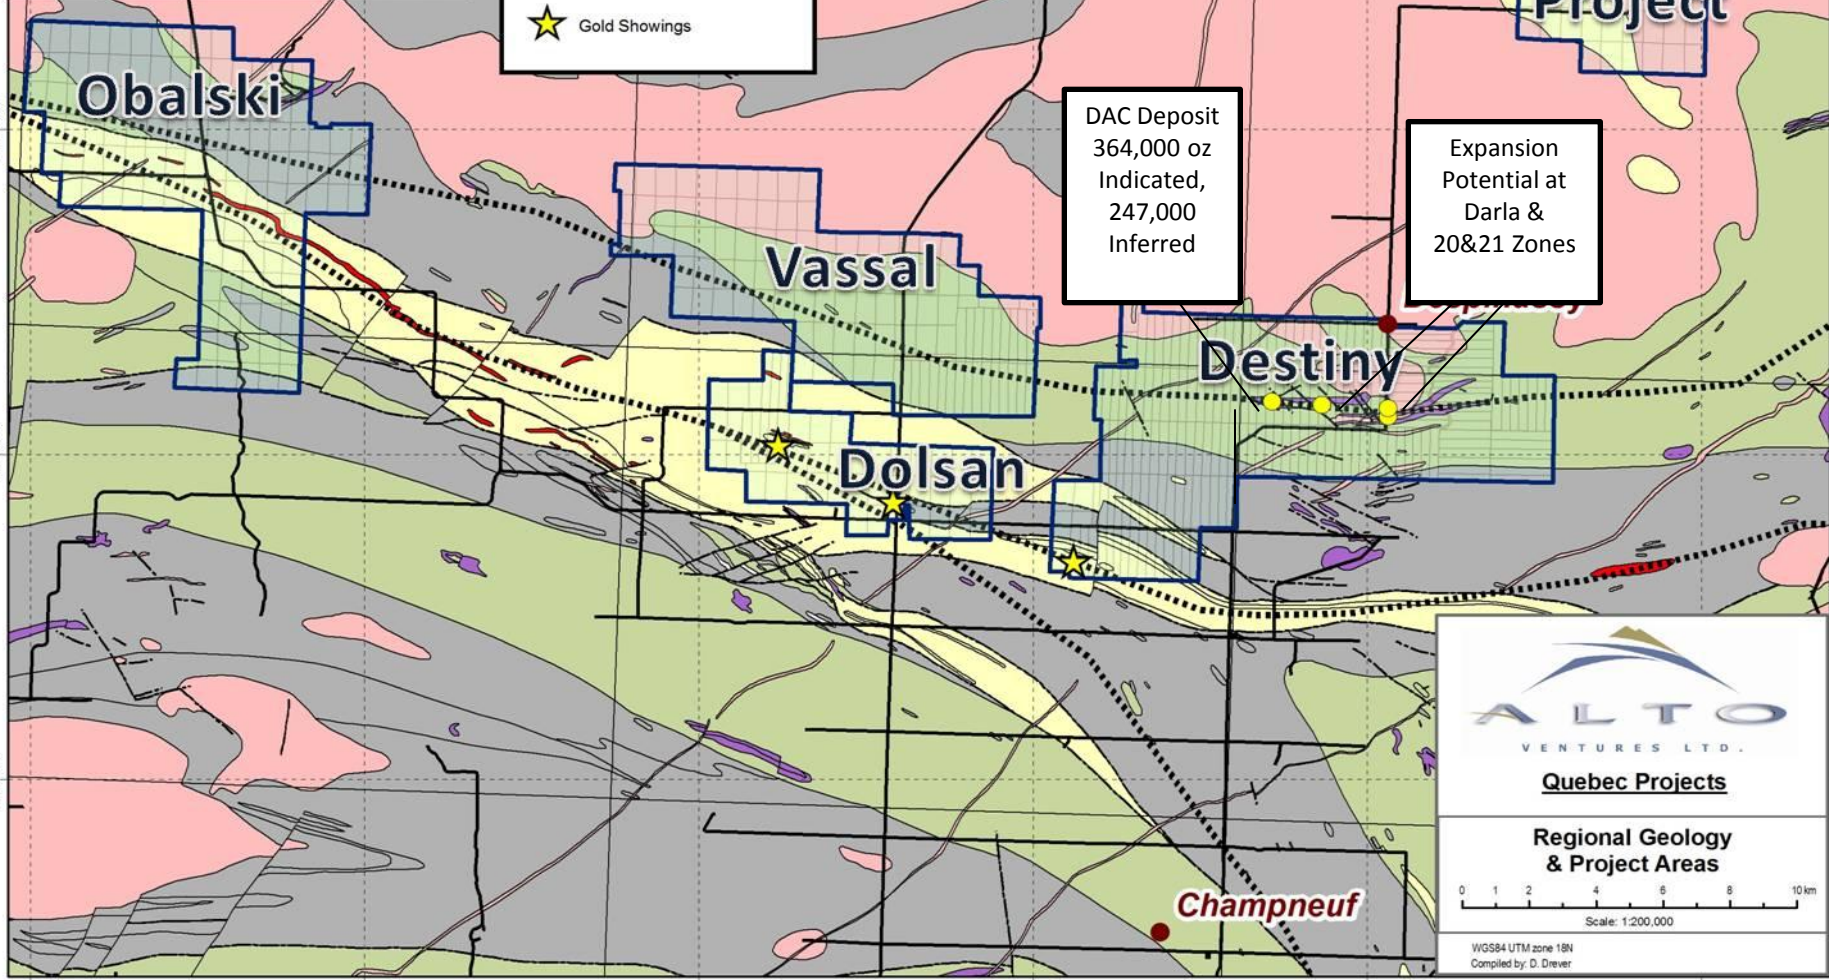 Project
Gold Showings
Obalski
DAC Deposit
364,000 oz
Indicated,
247,000
Inferred
Expansion
Potential at
Darla &
20&21 Zones
Vassal
Destiny
Dolsan
Champneuf
ALTO
VENTURES LTD.
Quebec Projects
Regional Geology
& Project Areas
0 1 2 4 6 8 10 km
Scale: 1:200,000
WGS84 UTM zone 18N
Compiled by: D. Drever